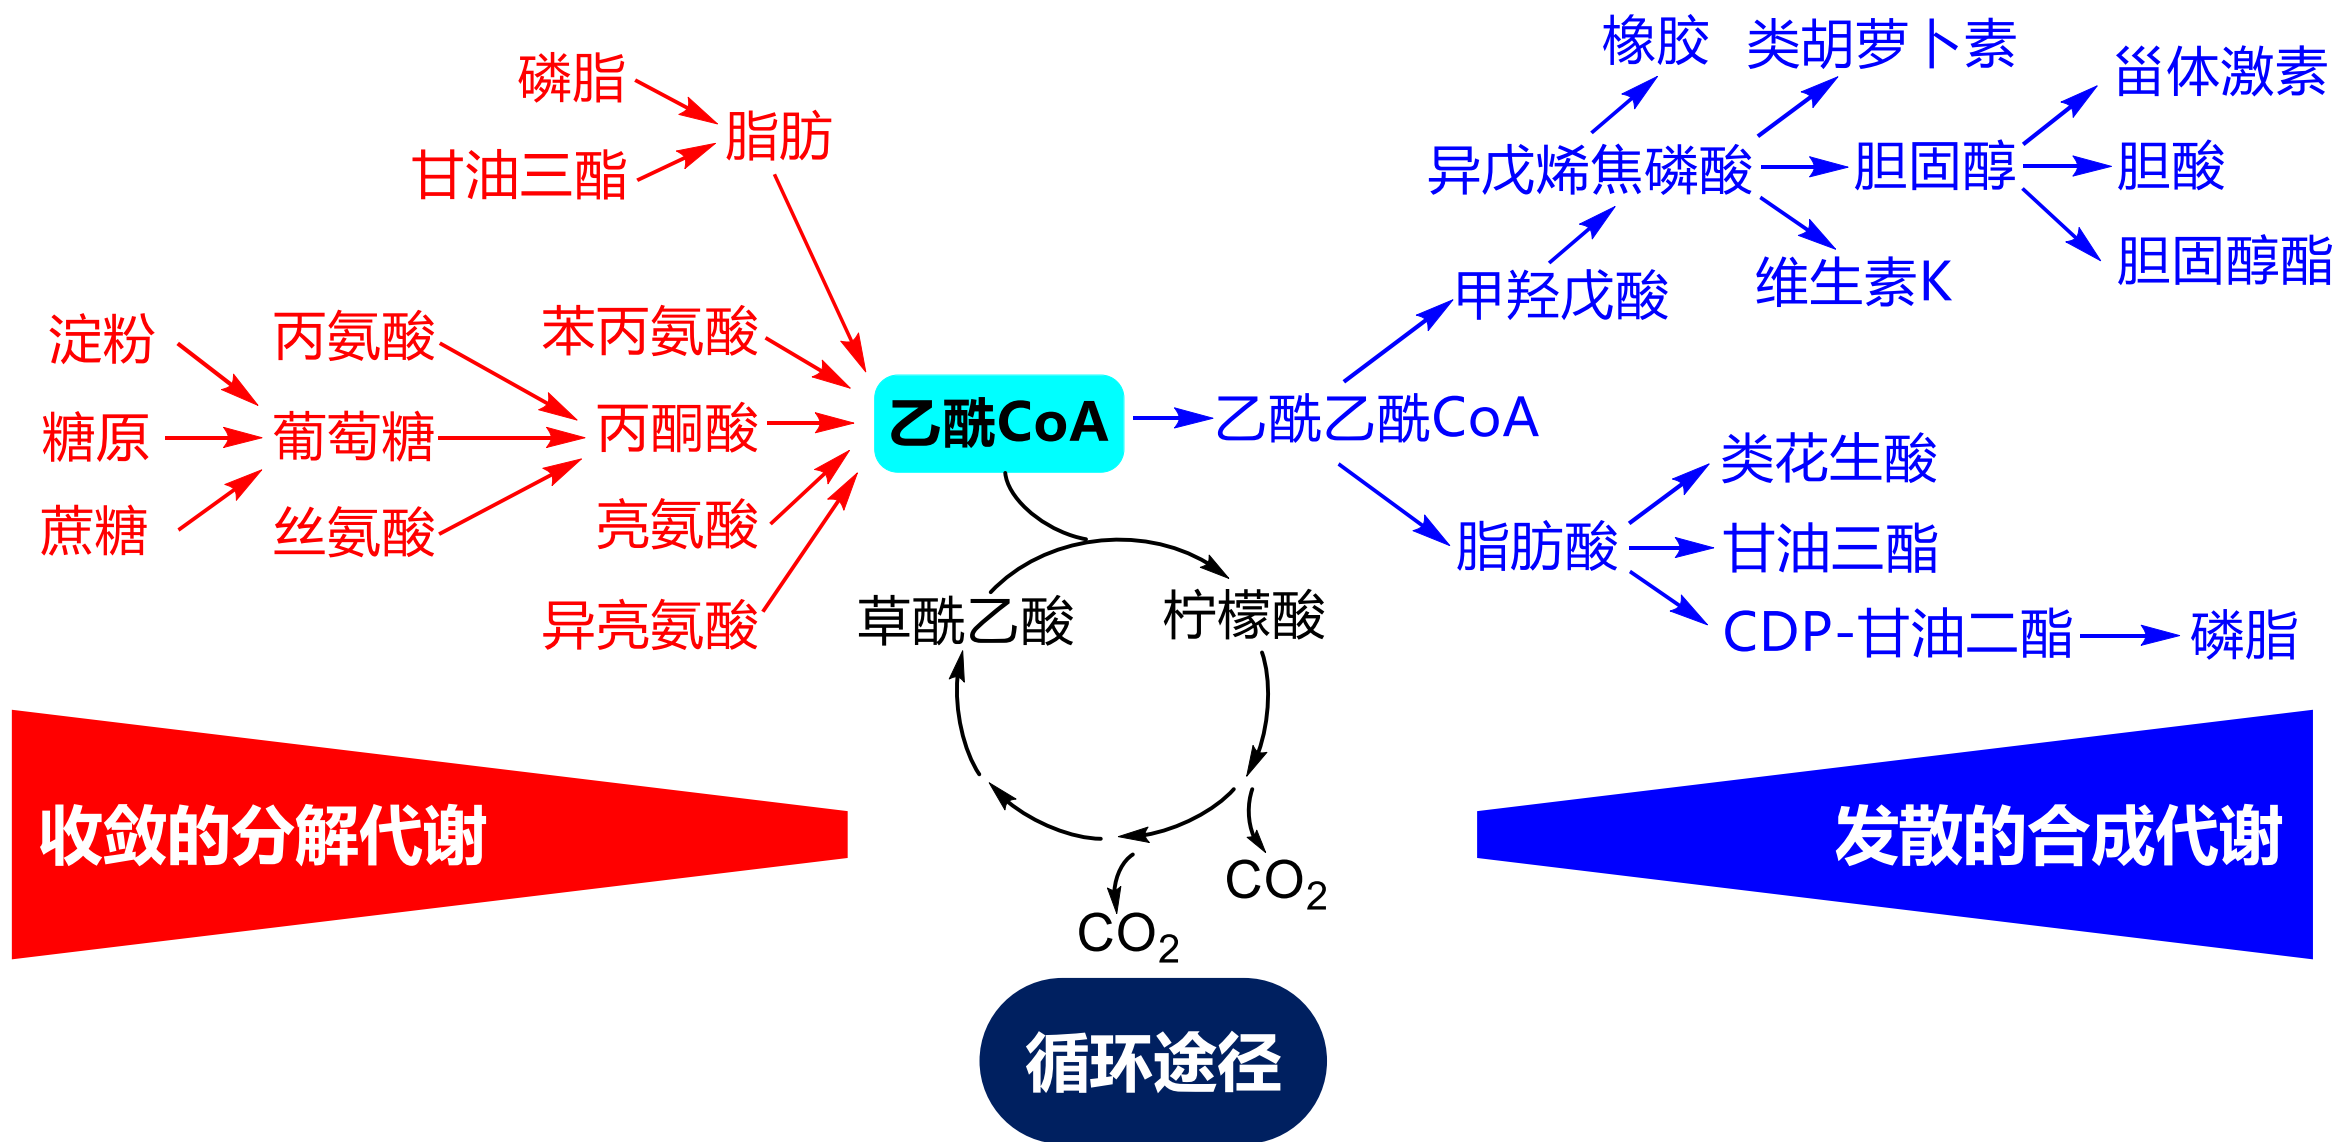 磷脂
甘油三酯
脂肪
淀粉
糖原
蔗糖
丙氨酸
葡萄糖
丝氨酸
苯丙氨酸
丙酮酸
亮氨酸
异亮氨酸
乙酰CoA
草酰乙酸
柠檬酸
CO₂
CO₂
乙酰乙酰CoA
甲羟戊酸
异戊烯焦磷酸
橡胶
类胡萝卜素
胆固醇
维生素K
甾体激素
胆酸
胆固醇酯
脂肪酸
类花生酸
甘油三酯
CDP-甘油二酯
磷脂
收敛的分解代谢
发散的合成代谢
循环途径